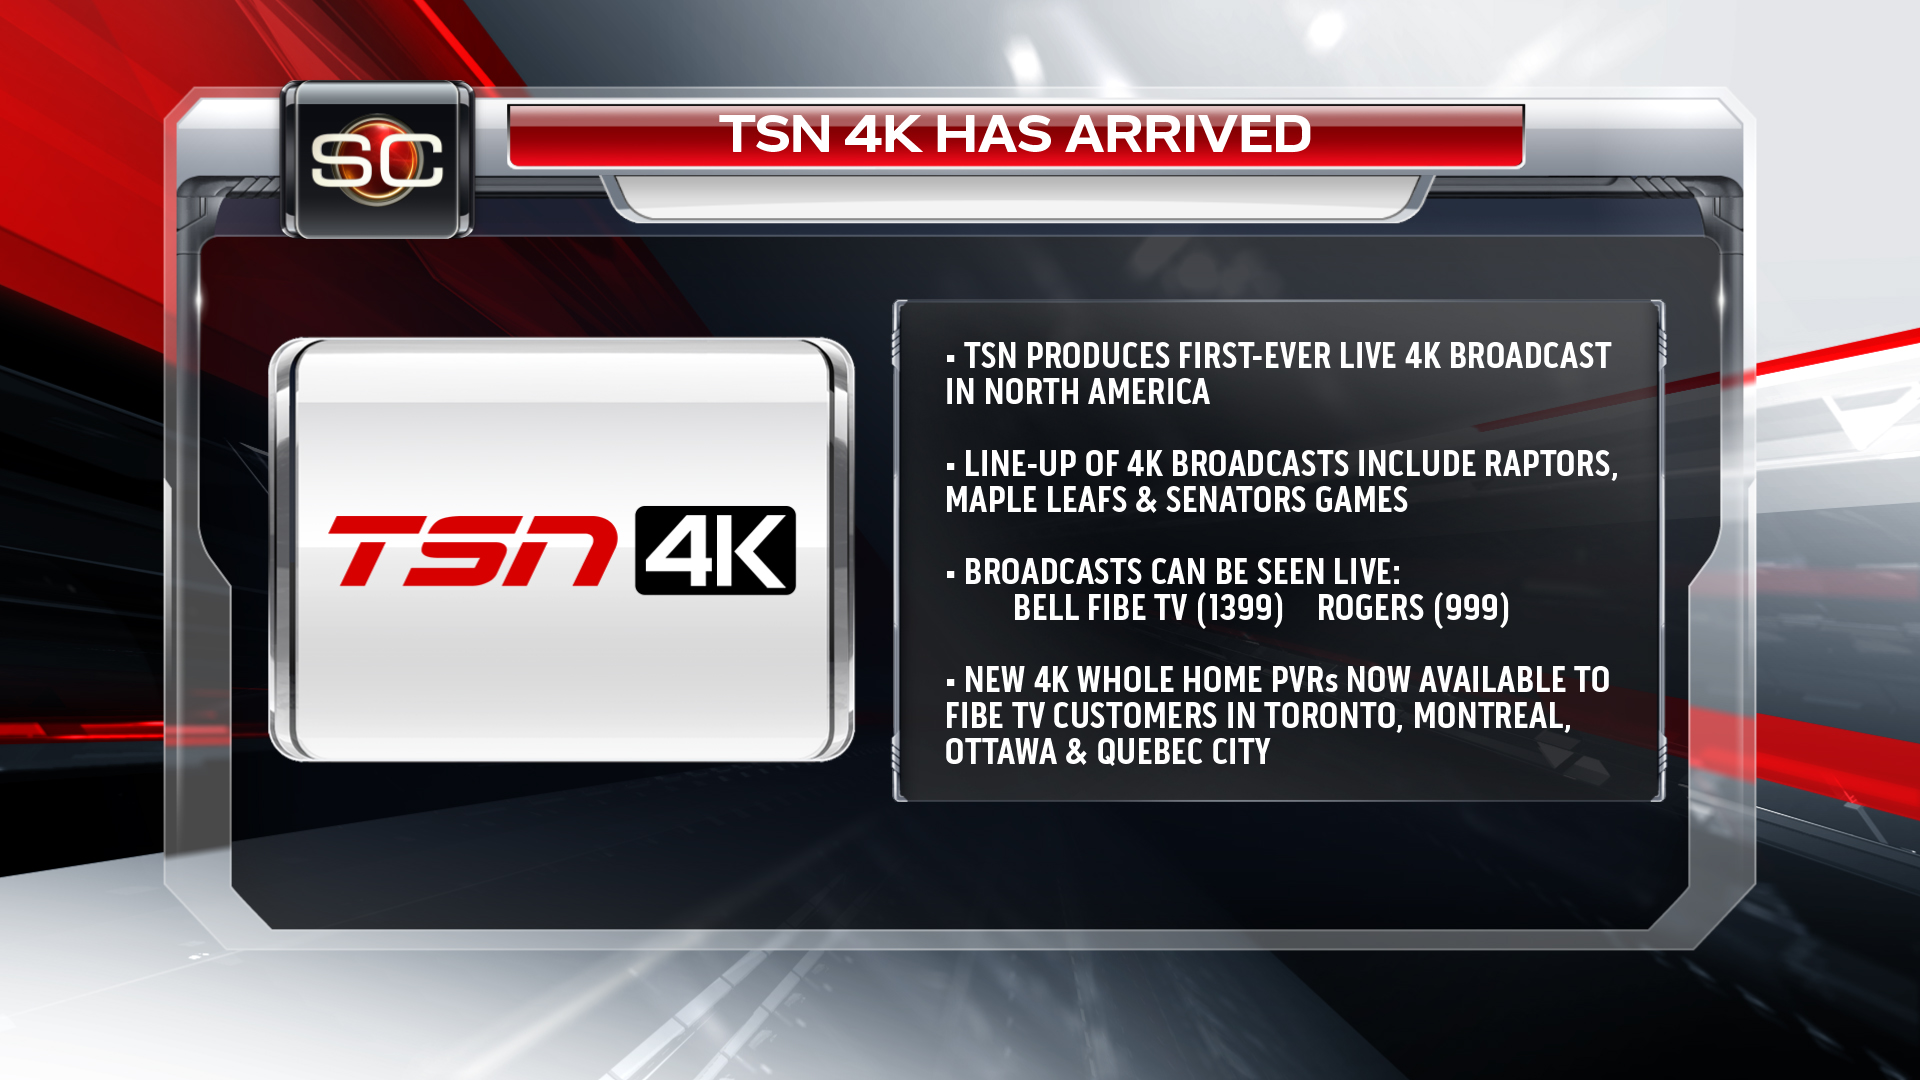 SC
TSN 4K HAS ARRIVED
TSN 4K
▪ TSN PRODUCES FIRST-EVER LIVE 4K BROADCAST
IN NORTH AMERICA
▪ LINE-UP OF 4K BROADCASTS INCLUDE RAPTORS,
MAPLE LEAFS & SENATORS GAMES
▪ BROADCASTS CAN BE SEEN LIVE:
BELL FIBE TV (1399) ROGERS (999)
▪ NEW 4K WHOLE HOME PVRs NOW AVAILABLE TO
FIBE TV CUSTOMERS IN TORONTO, MONTREAL,
OTTAWA & QUEBEC CITY